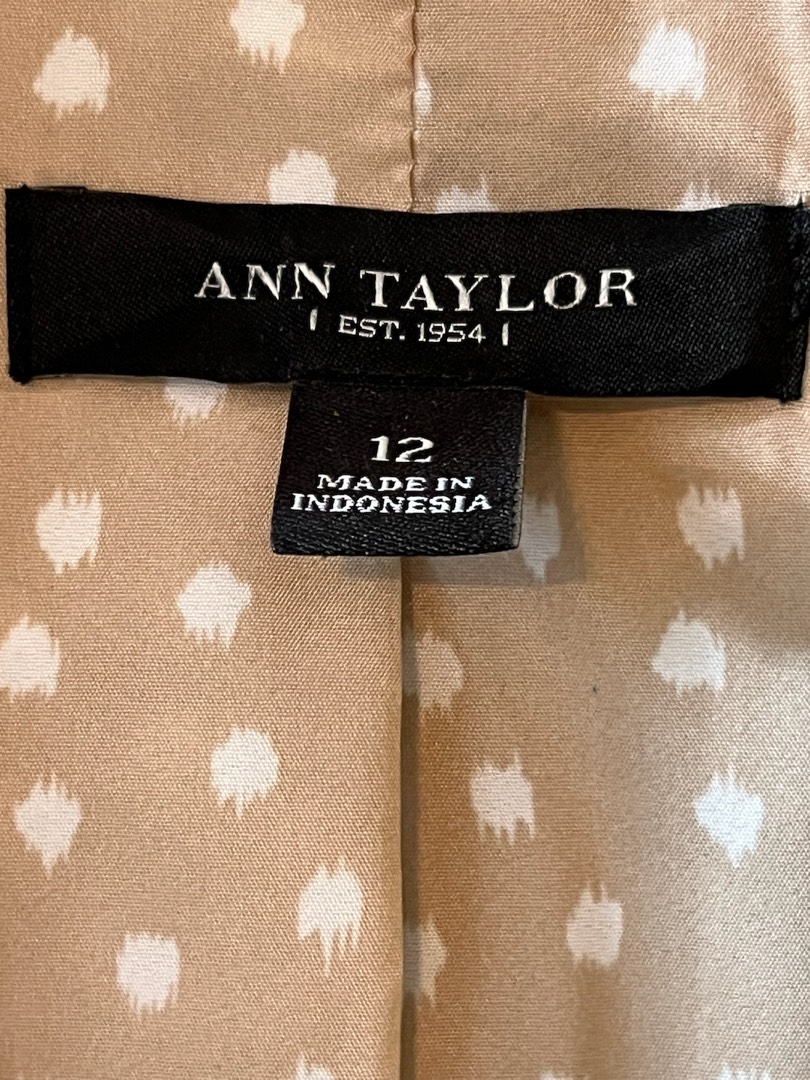 ANN TAYLOR
| EST. 1954 |
12
MADE IN
INDONESIA